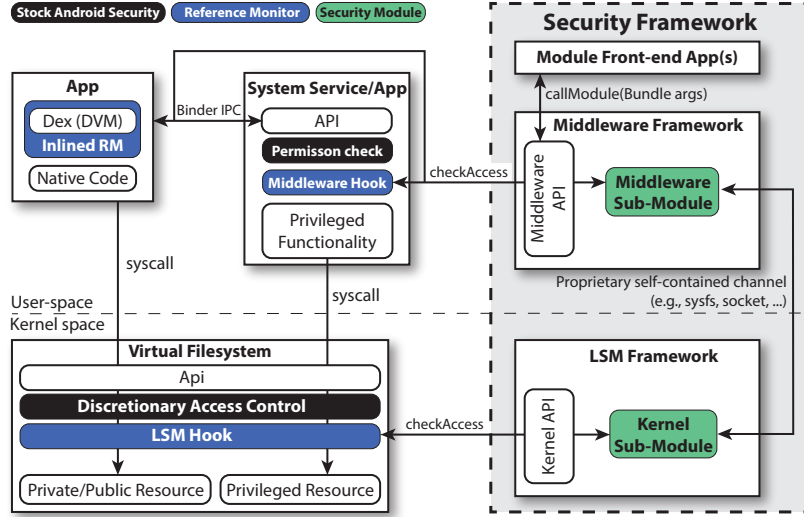 Stock Android Security
Reference Monitor
Security Module
Security Framework
Module Front-end App(s)
callModule(Bundle args)
App
Dex (DVM)
Inlined RM
Native Code
Binder IPC
System Service/App
API
Permisson check
Middleware Hook
Privileged
Functionality
checkAccess
Middleware Framework
Middleware
API
Middleware
Sub-Module
syscall
syscall
Proprietary self-contained channel
(e.g., sysfs, socket, ...)
User-space
Kernel space
Virtual Filesystem
Api
Discretionary Access Control
LSM Hook
Private/Public Resource
Privileged Resource
checkAccess
LSM Framework
Kernel API
Kernel
Sub-Module